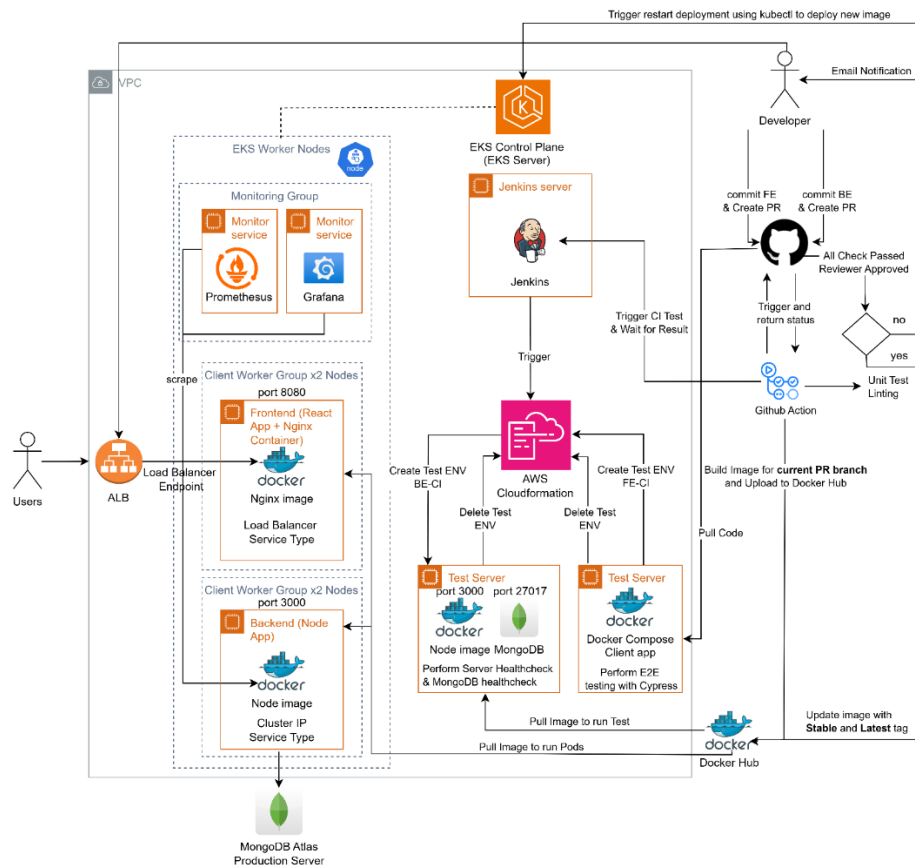 Trigger restart deployment using kubectl to deploy new image
VPC
Email Notification
Developer
EKS Worker Nodes
node
K
EKS Control Plane
(EKS Server)
Monitoring Group
Monitor
service
Prometheus
Monitor
service
Grafana
Jenkins server
Jenkins
commit FE
& Create PR
commit BE
& Create PR
All Check Passed
Reviewer Approved
no
yes
Trigger and
return status
Trigger CI Test
& Wait for Result
Github Action
Unit Test
Linting
Trigger
scrape
Client Worker Group x2 Nodes
port 8080
Frontend (React
App + Nginx
Container)
docker
Nginx image
Load Balancer
Service Type
Users
ALB
Load Balancer
Endpoint
Create Test ENV
BE-CI
AWS
Cloudformation
Create Test ENV
FE-CI
Delete Test
ENV
Delete Test
ENV
Build Image for current PR branch
and Upload to Docker Hub
Pull Code
Client Worker Group x2 Nodes
port 3000
Backend (Node
App)
docker
Node image
Cluster IP
Service Type
Test Server
port 3000
port 27017
docker
Node image
MongoDB
Perform Server Healthcheck
& MongoDB healthcheck
Test Server
docker
Docker Compose
Client app
Perform E2E
testing with Cypress
Pull Image to run Test
Pull Image to run Pods
docker
Docker Hub
Update image with
Stable and Latest tag
MongoDB Atlas
Production Server